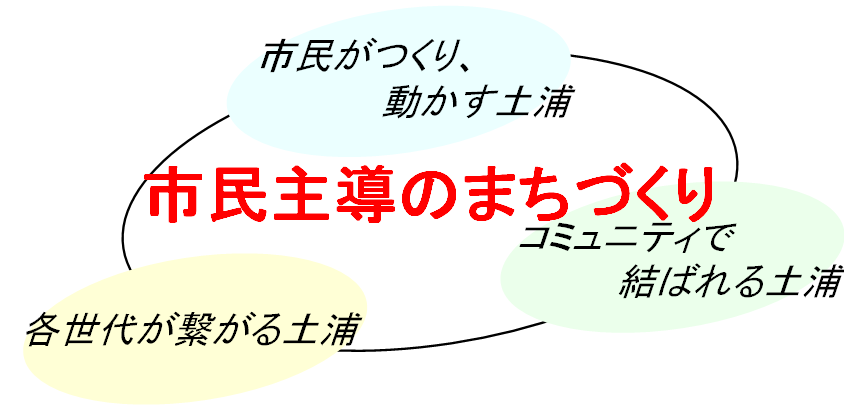 市民がつくり、
動かす土浦
市民主導のまちづくり
コミュニティで
結ばれる土浦
各世代が繋がる土浦